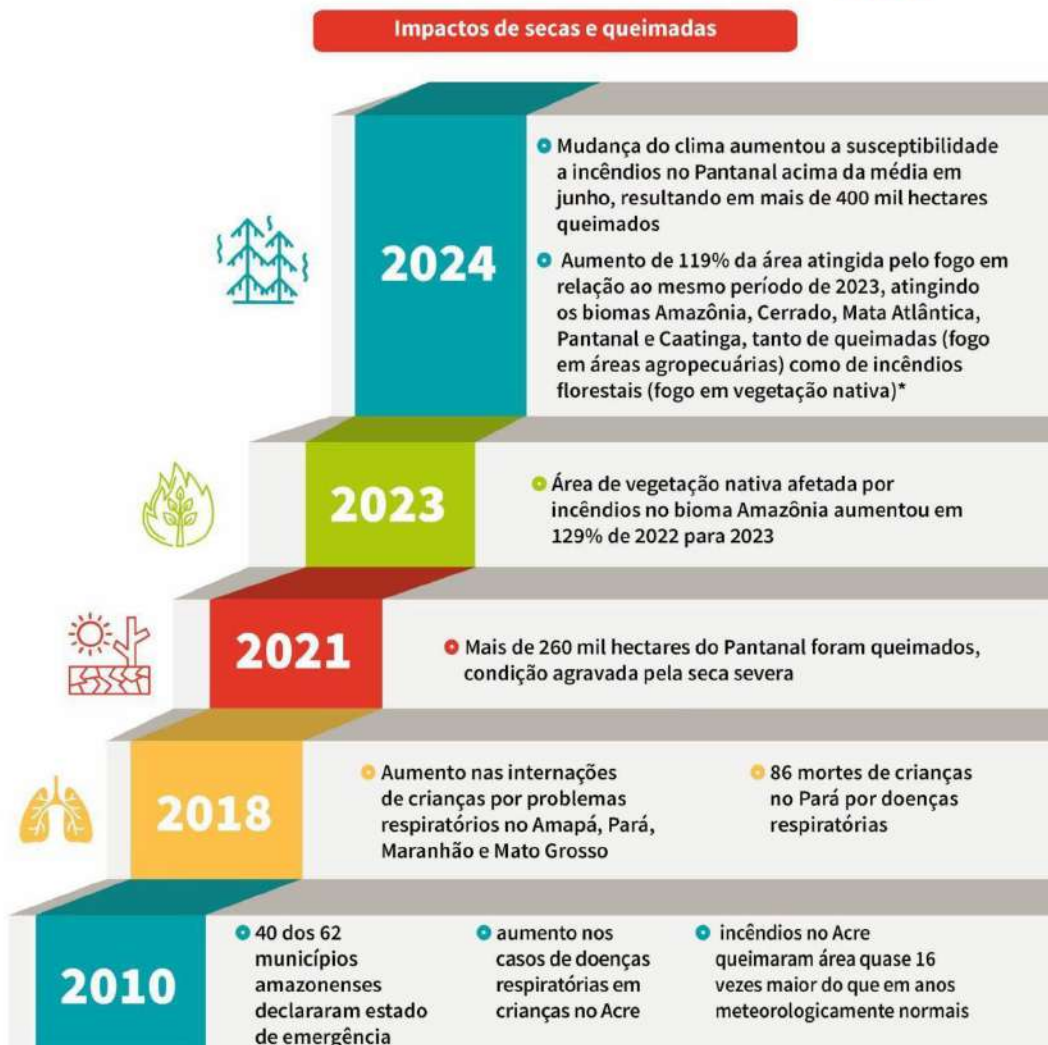 Impactos de secas e queimadas
2024
Mudança do clima aumentou a susceptibilidade
a incêndios no Pantanal acima da média em
junho, resultando em mais de 400 mil hectares
queimados
Aumento de 119% da área atingida pelo fogo em
relação ao mesmo período de 2023, atingindo
os biomas Amazônia, Cerrado, Mata Atlântica,
Pantanal e Caatinga, tanto de queimadas (fogo
em áreas agropecuárias) como de incêndios
florestais (fogo em vegetação nativa)*
2023
Área de vegetação nativa afetada por
incêndios no bioma Amazônia aumentou em
129% de 2022 para 2023
2021
Mais de 260 mil hectares do Pantanal foram queimados,
condição agravada pela seca severa
2018
Aumento nas internações
de crianças por problemas
respiratórios no Amapá, Pará,
Maranhão e Mato Grosso
86 mortes de crianças
no Pará por doenças
respiratórias
2010
40 dos 62
municípios
amazonenses
declararam estado
de emergência
aumento nos
casos de doenças
respiratórias em
crianças no Acre
incêndios no Acre
queimaram área quase 16
vezes maior do que em anos
meteorologicamente normais